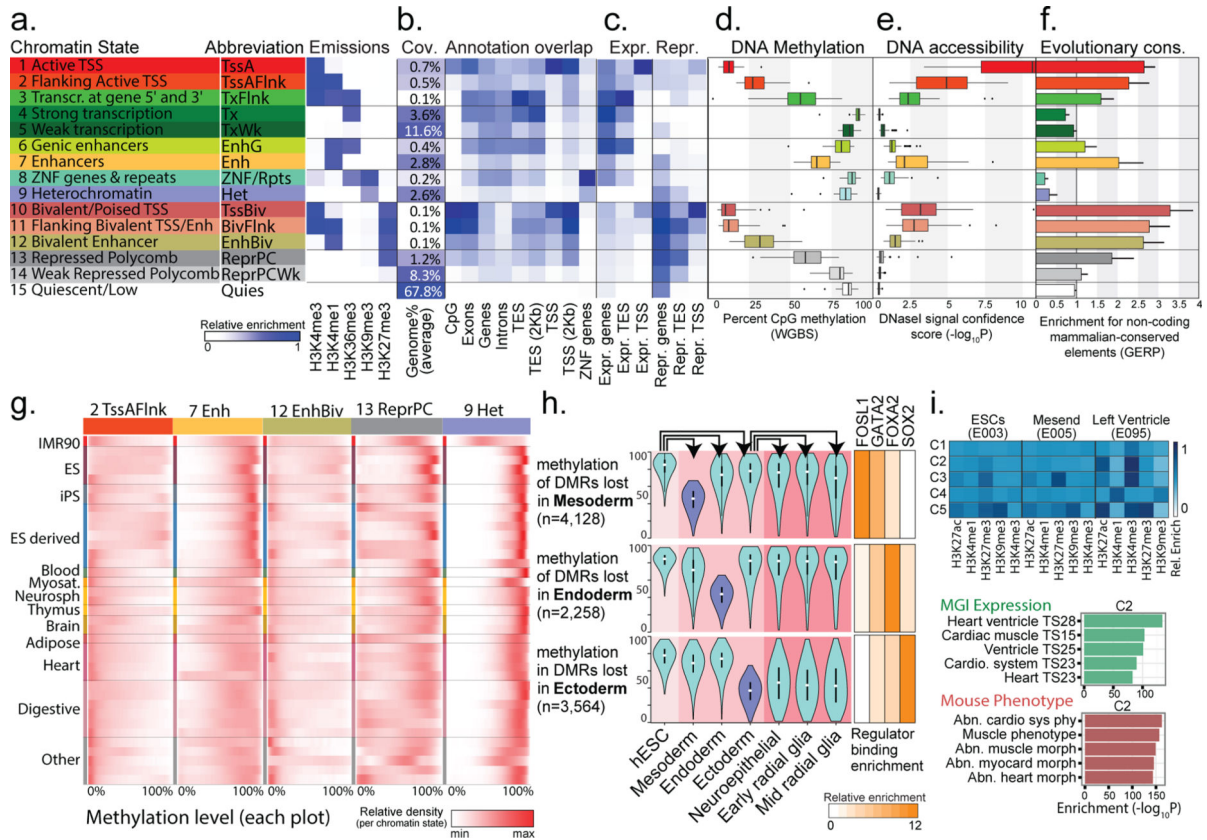 a.
b.
c.
d.
e.
f.
Chromatin State Abbreviation Emissions
Cov. Annotation overlap
Expr. Repr.
DNA Methylation
DNA accessibility
Evolutionary cons.
1 Active TSS TssA 0.7%
2 Flanking Active TSS TssAFlnk 0.5%
3 Transcr. at gene 5' and 3' TxFlnk 0.1%
4 Strong transcription Tx 3.6%
5 Weak transcription TxWk 11.6%
6 Genic enhancers EnhG 0.4%
7 Enhancers Enh 2.8%
8 ZNF genes & repeats ZNF/Rpts 0.2%
9 Heterochromatin Het 2.6%
10 Bivalent/Poised TSS TssBiv 0.1%
11 Flanking Bivalent TSS/Enh BivFlnk 0.1%
12 Bivalent Enhancer EnhBiv 0.1%
13 Repressed Polycomb ReprPC 1.2%
14 Weak Repressed Polycomb ReprPCWk 8.3%
15 Quiescent/Low Quies 67.8%
Relative enrichment
0 1
H3K4me3
H3K4me1
H3K36me3
H3K9me3
H3K27me3
Genome%
(average)
CpG
Exons
Genes
Introns
TES
TES (2Kb)
TSS
TSS (2Kb)
ZNF genes
Expr. genes
Expr. TES
Expr. TSS
Repr. genes
Repr. TES
Repr. TSS
0 25 50 75 100
Percent CpG methylation
(WGBS)
0 2 4 6 8 10
DNaseI signal confidence
score (-log10P)
0 0.5 1 1.5 2 2.5 3 3.5 4
Enrichment for non-coding
mammalian-conserved
elements (GERP)
g.
2 TssAFlnk 7 Enh 12 EnhBiv 13 ReprPC 9 Het
IMR90
ES
iPS
ES derived
Blood
Myosat.
Neurosph
Thymus
Brain
Adipose
Heart
Digestive
Other
0% 100% 0% 100% 0% 100% 0% 100% 0% 100%
Methylation level (each plot)
Relative density
(per chromatin state)
min max
h.
FOSL1
GATA2
FOXA2
SOX2
methylation
of DMRs lost
in Mesoderm
(n=4,128)
100
50
0
methylation
of DMRs lost
in Endoderm
(n=2,258)
100
50
0
methylation
in DMRs lost
in Ectoderm
(n=3,564)
100
50
0
hESC
Mesoderm
Endoderm
Ectoderm
Neuroepithelial
Early radial glia
Mid radial glia
Regulator
binding
enrichment
Relative enrichment
0 12
i.
ESCs
(E003)
Mesend
(E005)
Left Ventricle
(E095)
C1
C2
C3
C4
C5
1
0
Rel. Enrich
H3K27ac
H3K4me1
H3K27me3
H3K9me3
H3K4me3
H3K27ac
H3K4me1
H3K27me3
H3K9me3
H3K4me3
H3K27ac
H3K4me1
H3K4me3
H3K27me3
H3K9me3
MGI Expression
C2
Heart ventricle TS28
Cardiac muscle TS15
Ventricle TS25
Cardio. system TS23
Heart TS23
0 50 100
Mouse Phenotype
C2
Abn. cardio sys phy
Muscle phenotype
Abn. muscle morph
Abn. myocard morph
Abn. heart morph
0 50 100 150
Enrichment (-log10P)